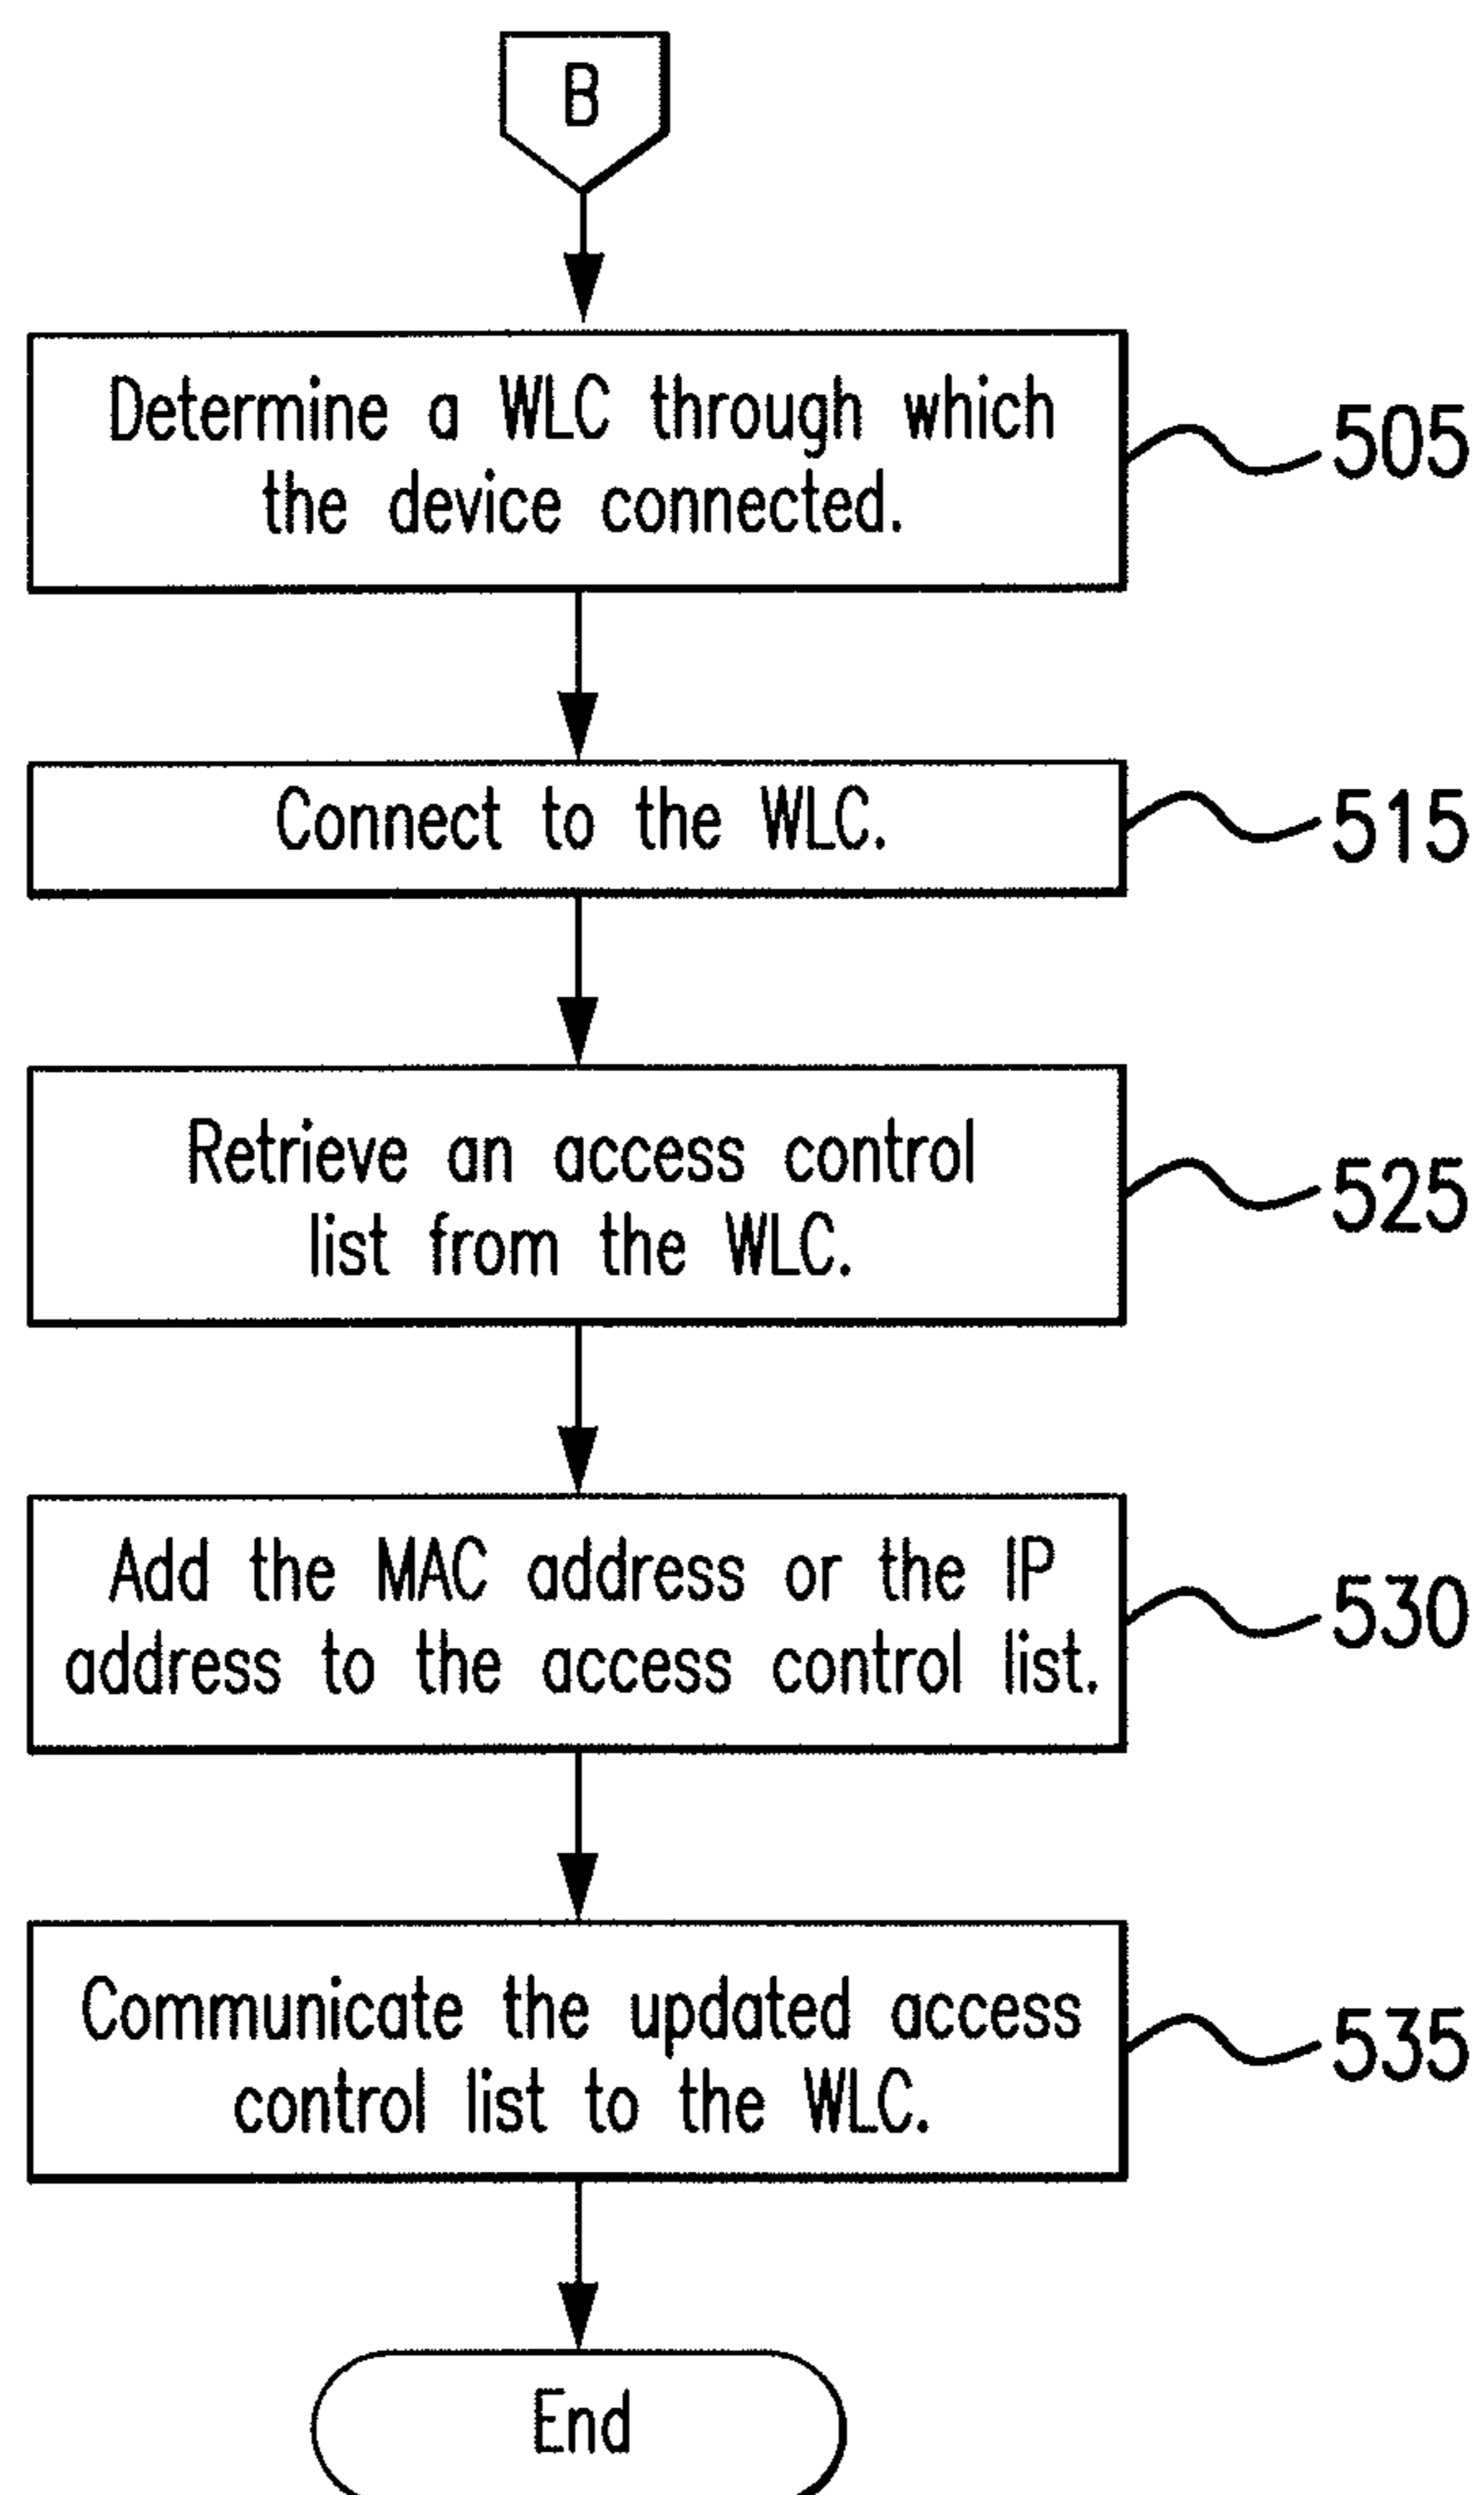 B
Determine a WLC through which
the device connected.
505
Connect to the WLC.
515
Retrieve an access control
list from the WLC.
525
Add the MAC address or the IP
address to the access control list.
530
Communicate the updated access
control list to the WLC.
535
End